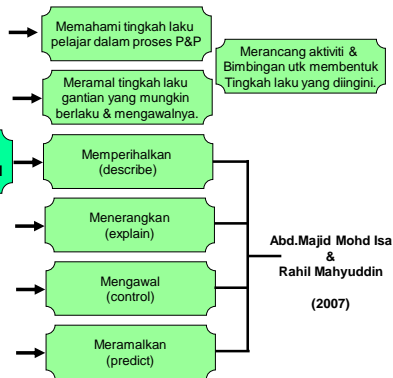 Memahami tingkah laku
pelajar dalam proses P&P
Merancang aktiviti &
Bimbingan utk membentuk
Tingkah laku yang diingini.
Meramal tingkah laku
gantian yang mungkin
berlaku & mengawalnya.
Memperihalkan
(describe)
Menerangkan
(explain)
Abd.Majid Mohd Isa
&
Rahil Mahyuddin
(2007)
Mengawal
(control)
Meramalkan
(predict)